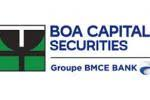 BOA CAPITAL
SECURITIES
Groupe BMCE BANK